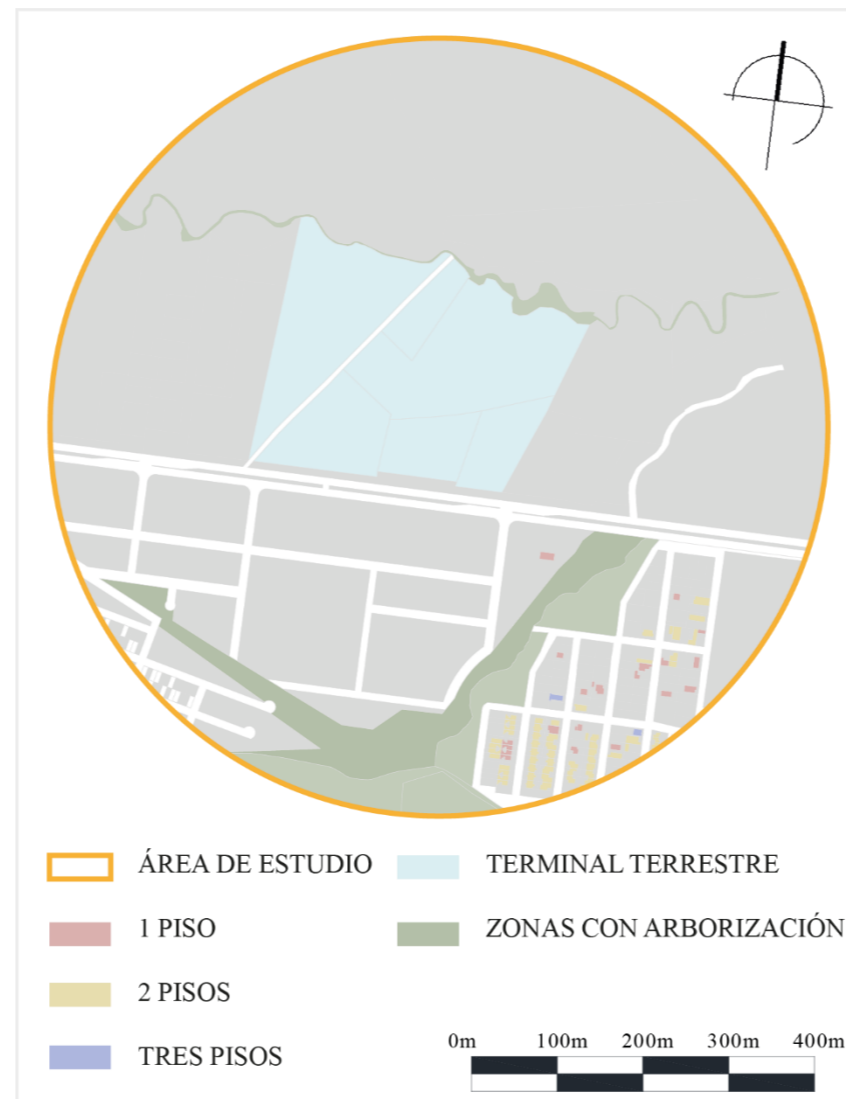 ÁREA DE ESTUDIO
TERMINAL TERRESTRE
1 PISO
ZONAS CON ARBORIZACIÓN
2 PISOS
TRES PISOS
0m 100m 200m 300m 400m